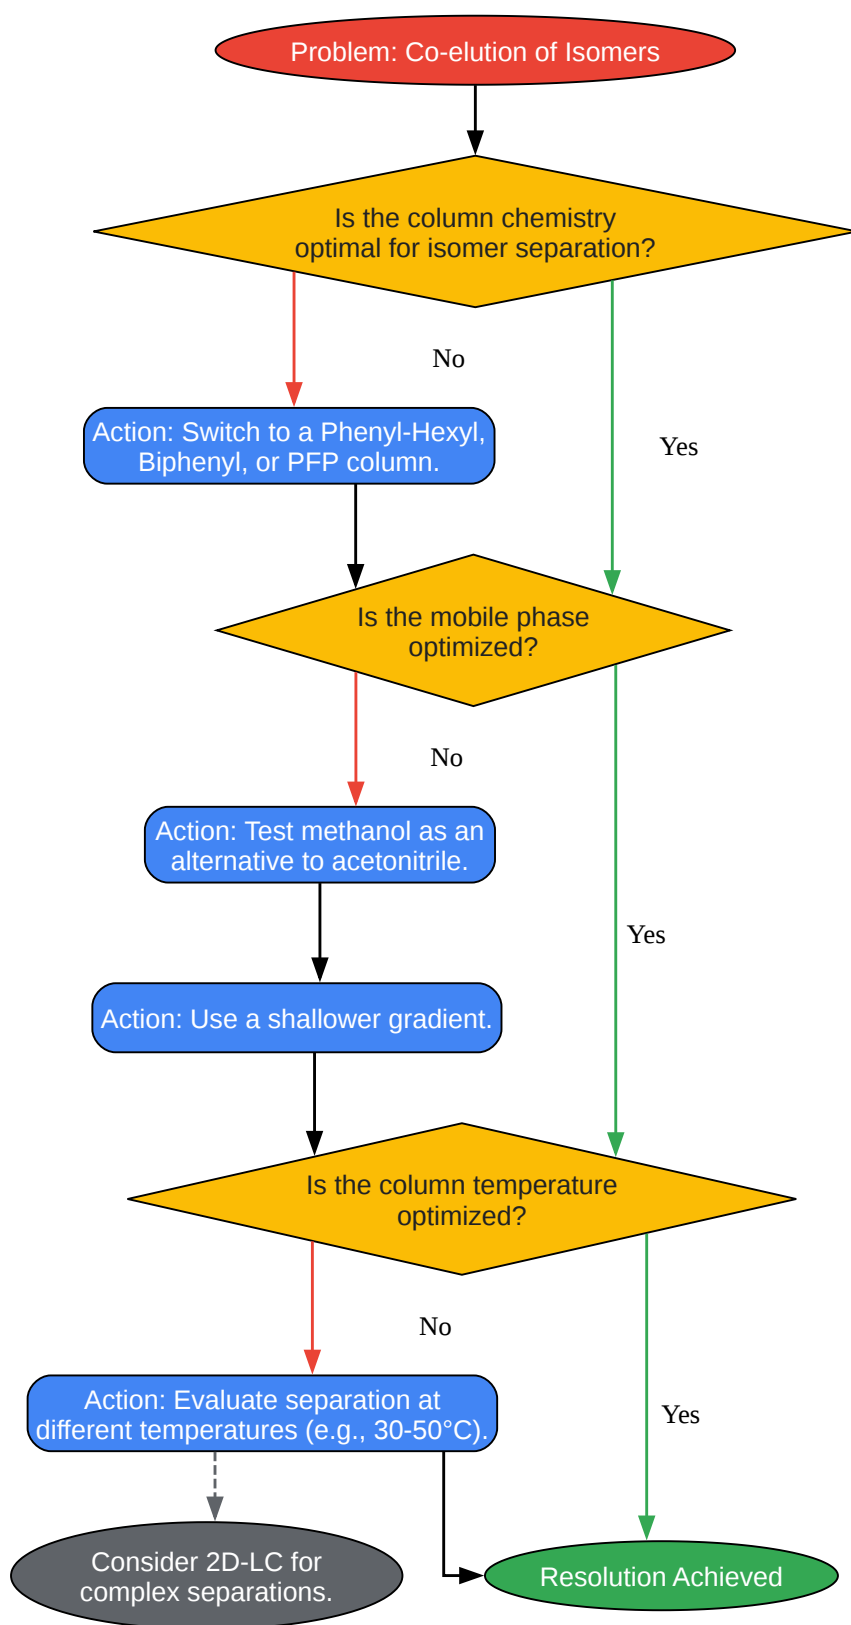 Problem: Co-elution of Isomers
Is the column chemistry
optimal for isomer separation?
No
Action: Switch to a Phenyl-Hexyl,
Biphenyl, or PFP column.
Yes
Is the mobile phase
optimized?
No
Action: Test methanol as an
alternative to acetonitrile.
Yes
Action: Use a shallower gradient.
Is the column temperature
optimized?
No
Action: Evaluate separation at
different temperatures (e.g., 30-50°C).
Yes
Consider 2D-LC for
complex separations.
Resolution Achieved